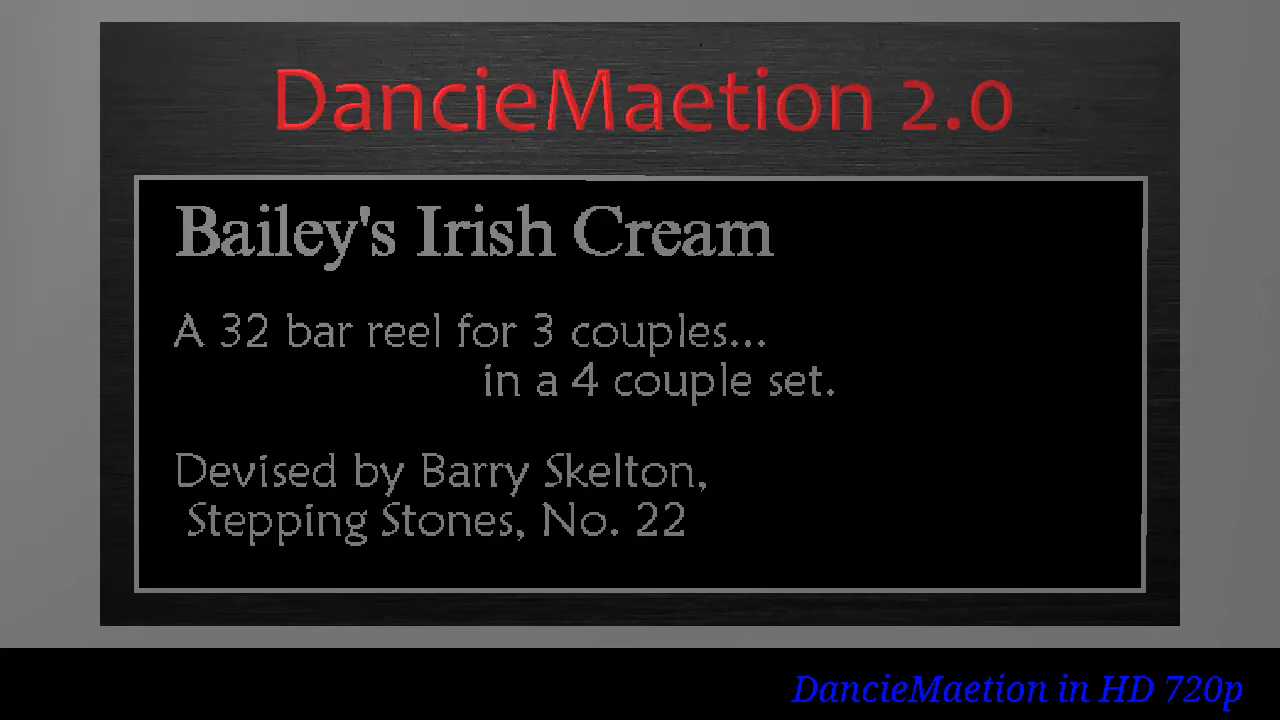 DancieMaetion 2.0
Bailey's Irish Cream
A 32 bar reel for 3 couples...
in a 4 couple set.
Devised by Barry Skelton,
Stepping Stones, No. 22
DancieMaetion in HD 720p